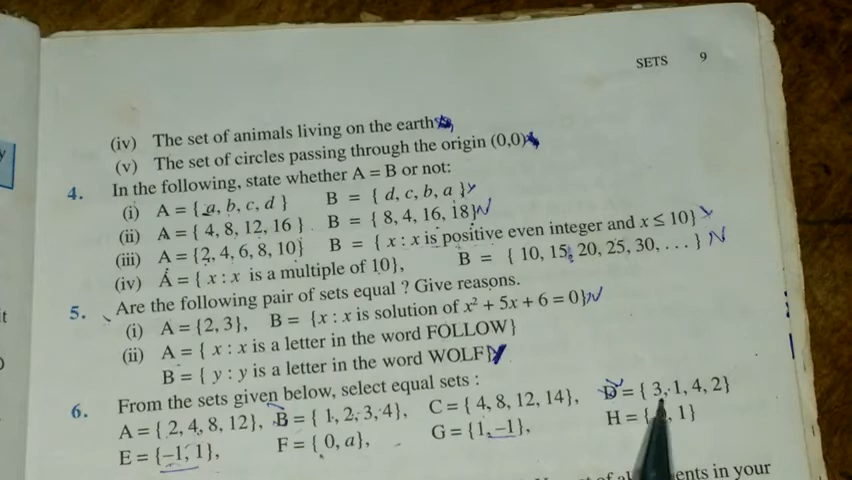 SETS 9
(iv) The set of animals living on the earth
(v) The set of circles passing through the origin (0,0)
4. In the following, state whether A = B or not:
(i) A = { a, b, c, d } B = { d, c, b, a } Y
(ii) A = { 4, 8, 12, 16 } B = { 8, 4, 16, 18} N
(iii) A = {2, 4, 6, 8, 10} B = { x : x is positive even integer and x ≤ 10} Y
(iv) A = { x : x is a multiple of 10}, B = { 10, 15, 20, 25, 30, . . . } N
5. Are the following pair of sets equal ? Give reasons.
(i) A = {2, 3}, B = {x : x is solution of x² + 5x + 6 = 0} N
(ii) A = { x : x is a letter in the word FOLLOW}
B = { y : y is a letter in the word WOLF} Y
6. From the sets given below, select equal sets :
A = { 2, 4, 8, 12}, B = { 1, 2, 3, 4}, C = { 4, 8, 12, 14}, D = { 3, 1, 4, 2}
E = {–1, 1}, F = { 0, a}, G = {1, –1}, H = { , 1}
ents in your